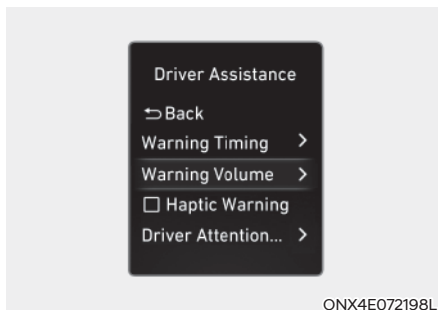 Driver Assistance
⮌Back
Warning Timing >
Warning Volume >
☐ Haptic Warning
Driver Attention... >
ONX4E072198L